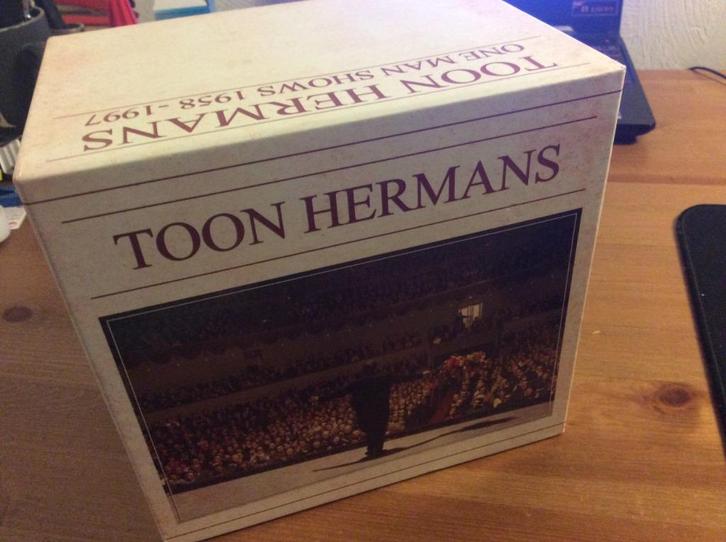 TOON HERMANS
ONE MAN SHOWS 1958 - 1997
TOON HERMANS